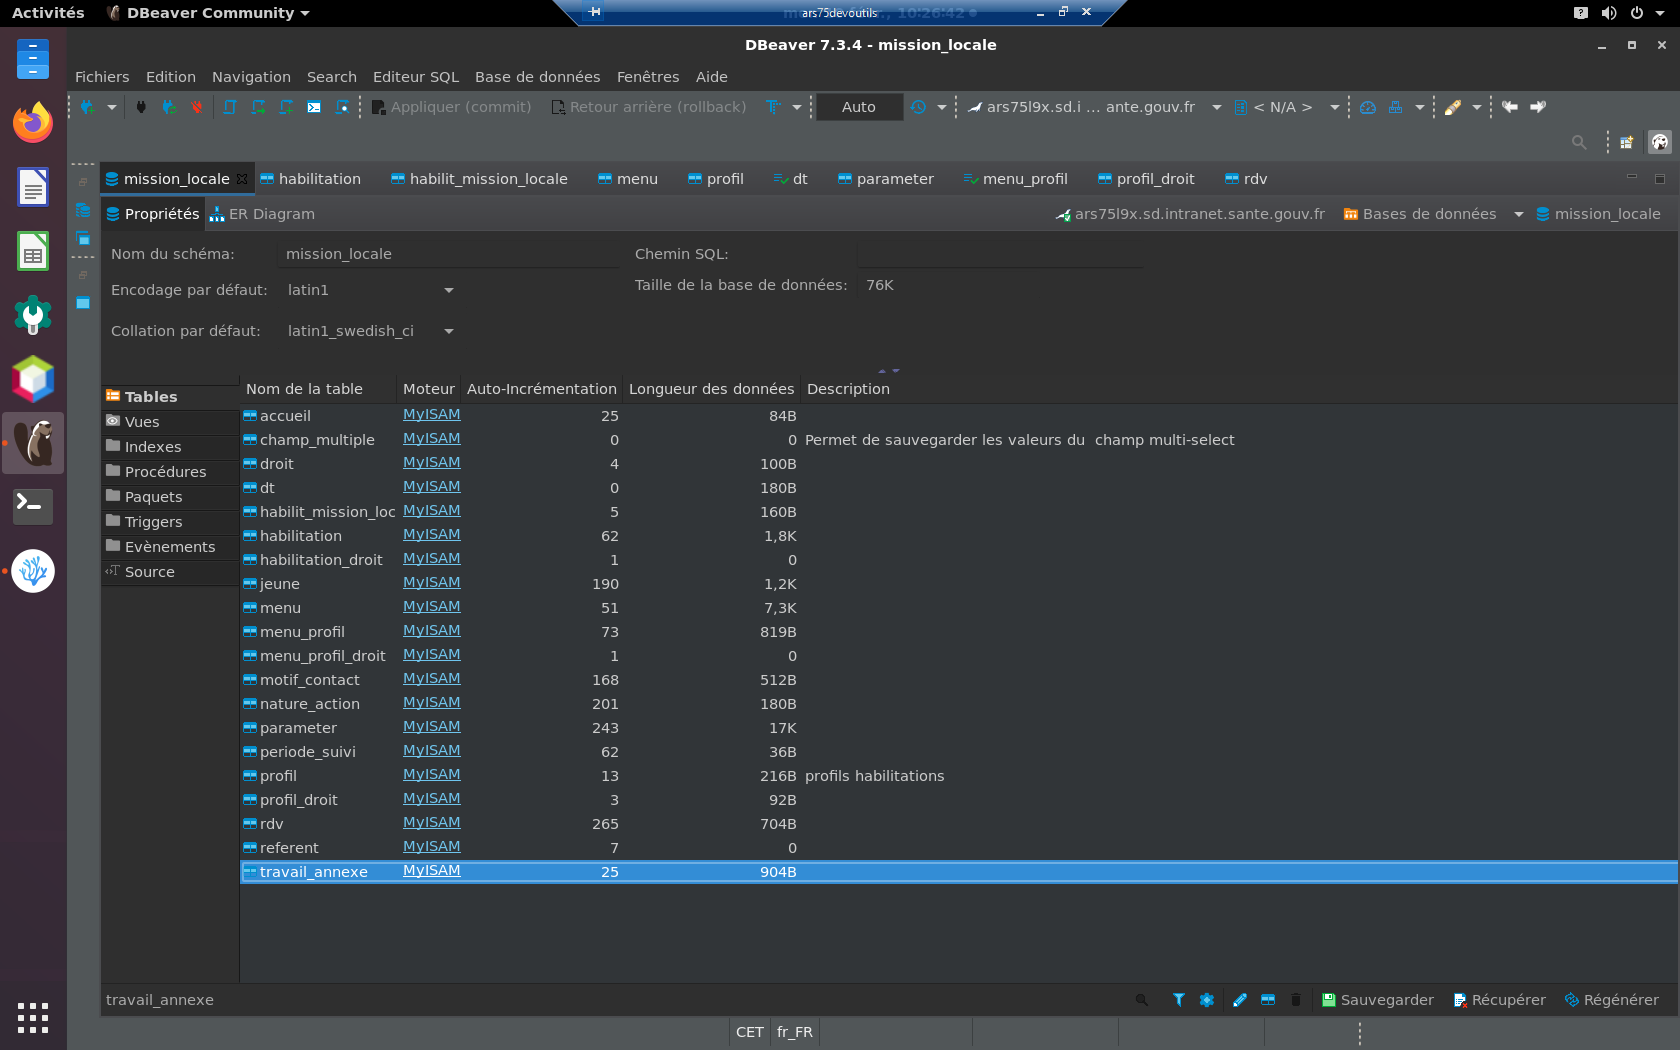 Activités DBeaver Community ars75devoutils 10:26:42
DBeaver 7.3.4 - mission_locale
Fichiers Edition Navigation Search Editeur SQL Base de données Fenêtres Aide
Appliquer (commit) Retour arrière (rollback) Auto ars75l9x.sd.i ... ante.gouv.fr < N/A >
mission_locale habilitation habilit_mission_locale menu profil dt parameter menu_profil profil_droit rdv
Propriétés ER Diagram ars75l9x.sd.intranet.sante.gouv.fr Bases de données mission_locale
Nom du schéma: mission_locale Chemin SQL:
Encodage par défaut: latin1 Taille de la base de données: 76K
Collation par défaut: latin1_swedish_ci
Tables
Vues
Indexes
Procédures
Paquets
Triggers
Evènements
Source
Nom de la table Moteur Auto-Incrémentation Longueur des données Description
accueil MyISAM 25 84B
champ_multiple MyISAM 0 0 Permet de sauvegarder les valeurs du  champ multi-select
droit MyISAM 4 100B
dt MyISAM 0 180B
habilit_mission_loc MyISAM 5 160B
habilitation MyISAM 62 1,8K
habilitation_droit MyISAM 1 0
jeune MyISAM 190 1,2K
menu MyISAM 51 7,3K
menu_profil MyISAM 73 819B
menu_profil_droit MyISAM 1 0
motif_contact MyISAM 168 512B
nature_action MyISAM 201 180B
parameter MyISAM 243 17K
periode_suivi MyISAM 62 36B
profil MyISAM 13 216B profils habilitations
profil_droit MyISAM 3 92B
rdv MyISAM 265 704B
referent MyISAM 7 0
travail_annexe MyISAM 25 904B
travail_annexe Sauvegarder Récupérer Régénérer
CET fr_FR